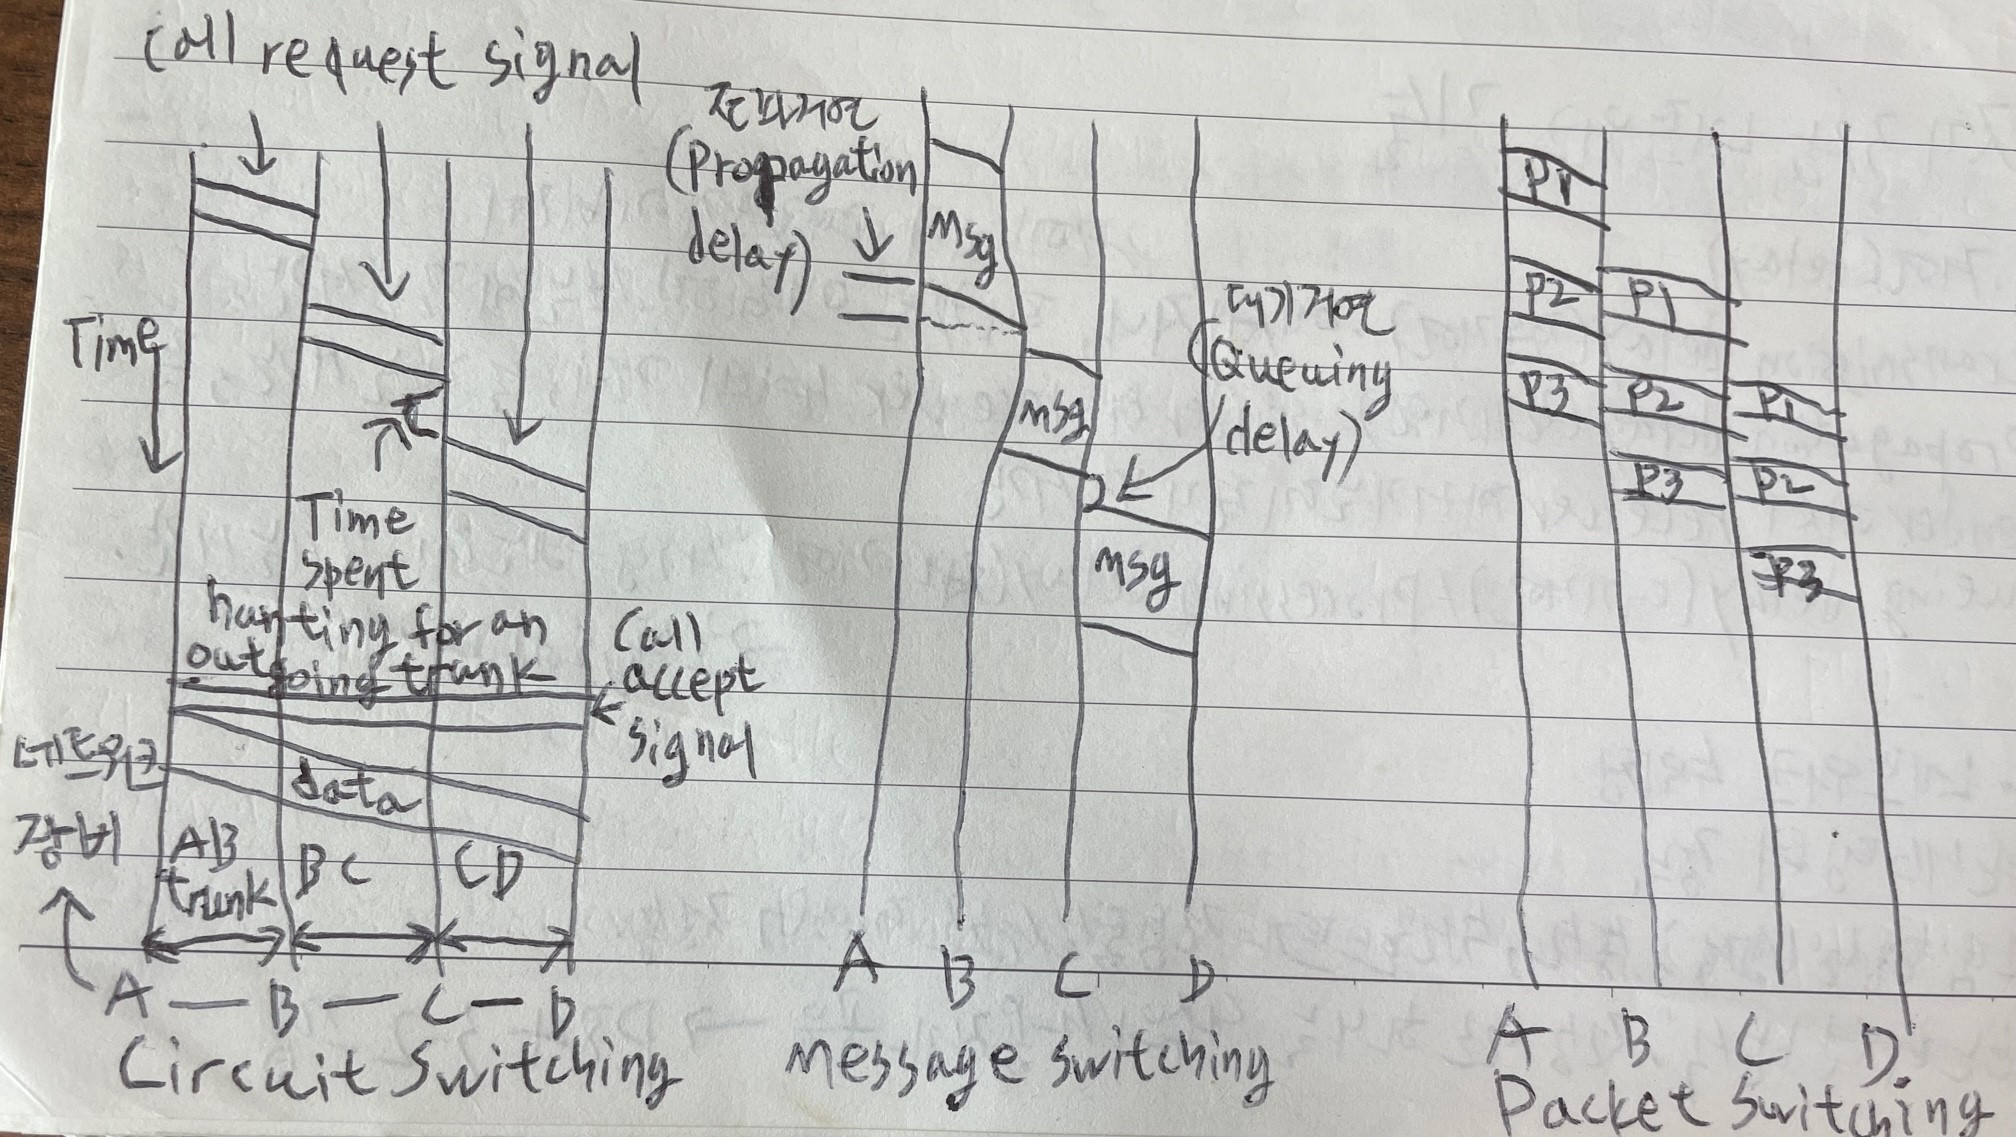 Call request signal
Time
Time
spent
hunting for an
outgoing trunk
Call
accept
signal
data
네트워크
장비
AB
trunk
BC
CD
A — B — C — D
Circuit Switching
전파지연
(Propagation
delay)
Msg
msg
msg
대기지연
(Queuing
delay)
A B C D
Message switching
P1
P2 P1
P3 P2 P1
P3 P2
P3
A B C D
Packet switching